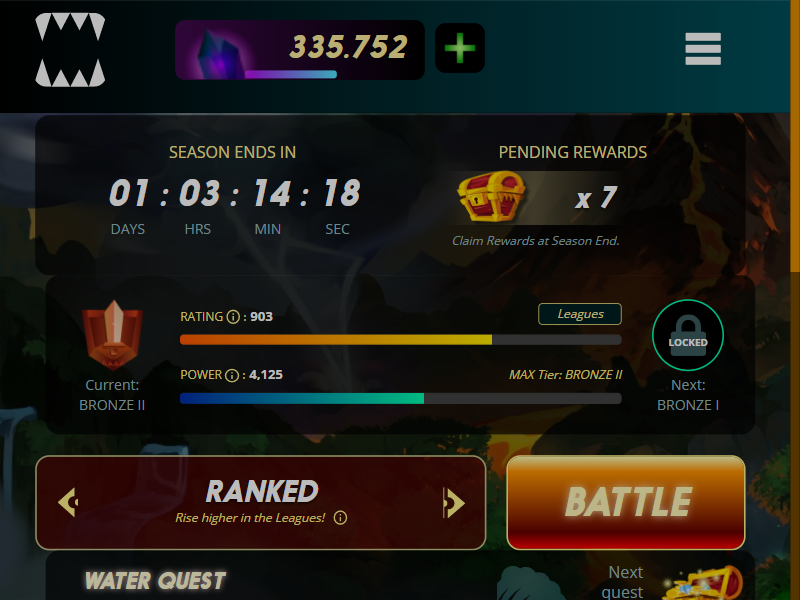 335.752
SEASON ENDS IN
01 : 03 : 14 : 18
DAYS HRS MIN SEC
PENDING REWARDS
x 7
Claim Rewards at Season End.
Current:
BRONZE II
RATING i : 903
Leagues
POWER i : 4,125
MAX Tier: BRONZE II
LOCKED
Next:
BRONZE I
RANKED
Rise higher in the Leagues! i
BATTLE
WATER QUEST
Next
quest